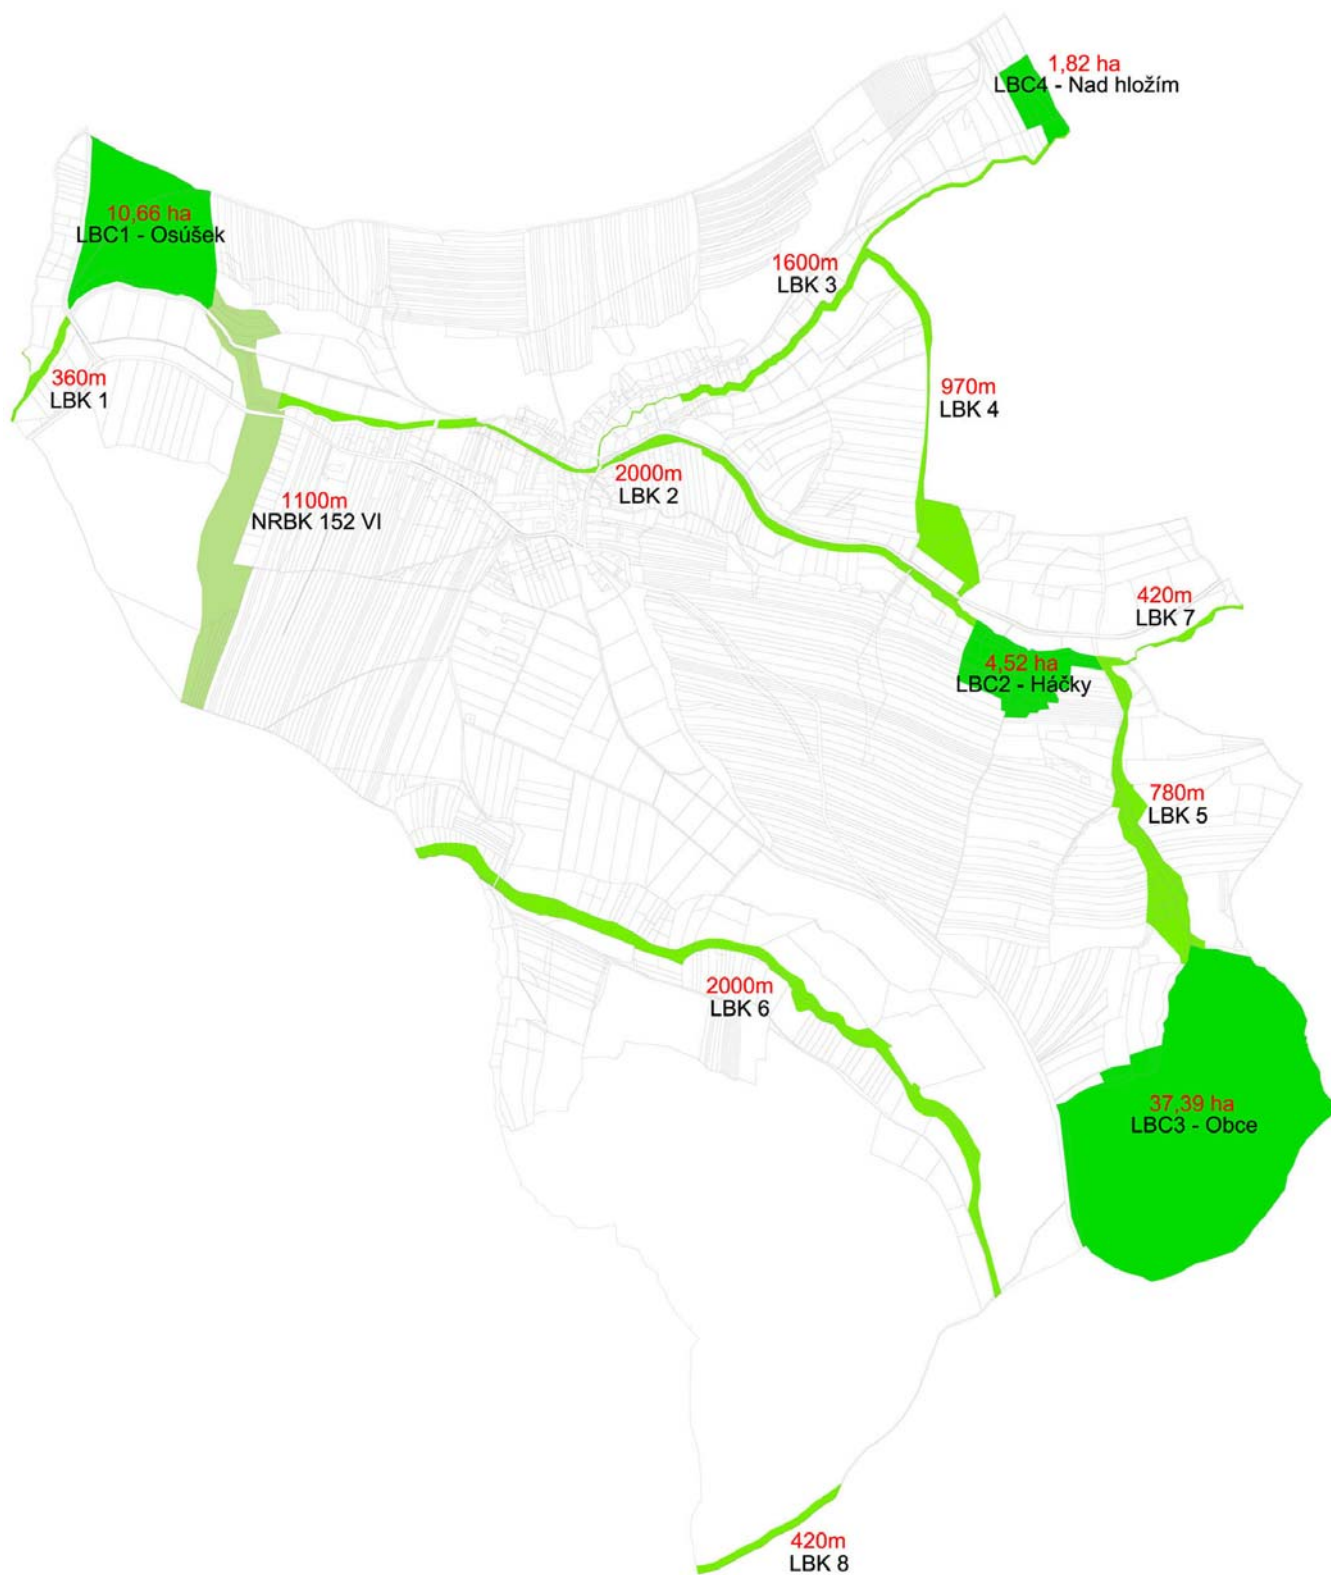 1,82 ha
LBC4 - Nad hložím
10,66 ha
LBC1 - Osúšek
1600m
LBK 3
360m
LBK 1
970m
LBK 4
2000m
LBK 2
1100m
NRBK 152 VI
420m
LBK 7
4,52 ha
LBC2 - Háčky
780m
LBK 5
2000m
LBK 6
37,39 ha
LBC3 - Obce
420m
LBK 8